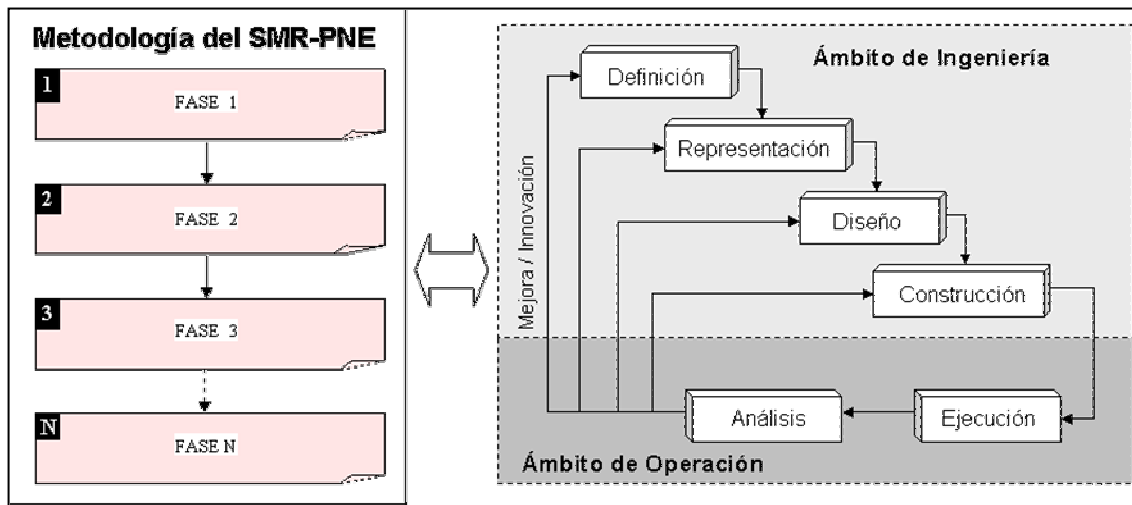 Metodología del SMR-PNE
1
FASE 1
2
FASE 2
3
FASE 3
N
FASE N
Ámbito de Ingeniería
Definición
Representación
Diseño
Construcción
Mejora / Innovación
Análisis
Ejecución
Ámbito de Operación